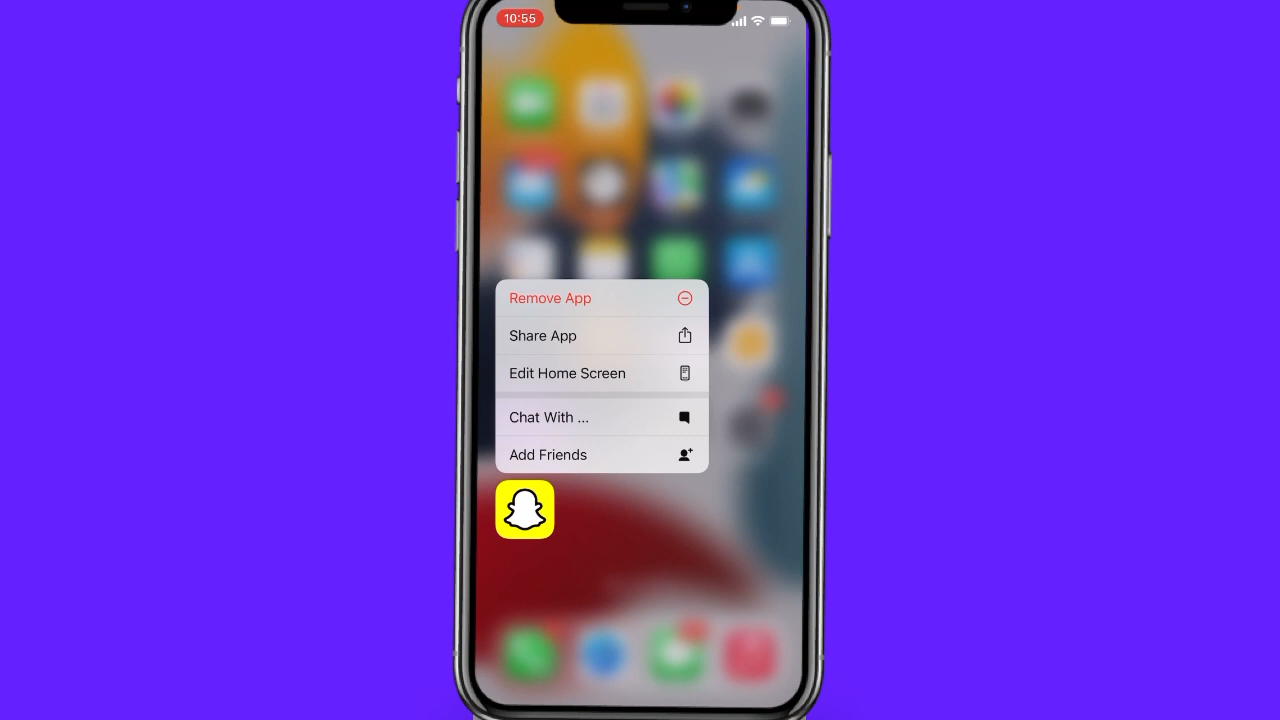 10:55
Remove App
Share App
Edit Home Screen
Chat With ...
Add Friends